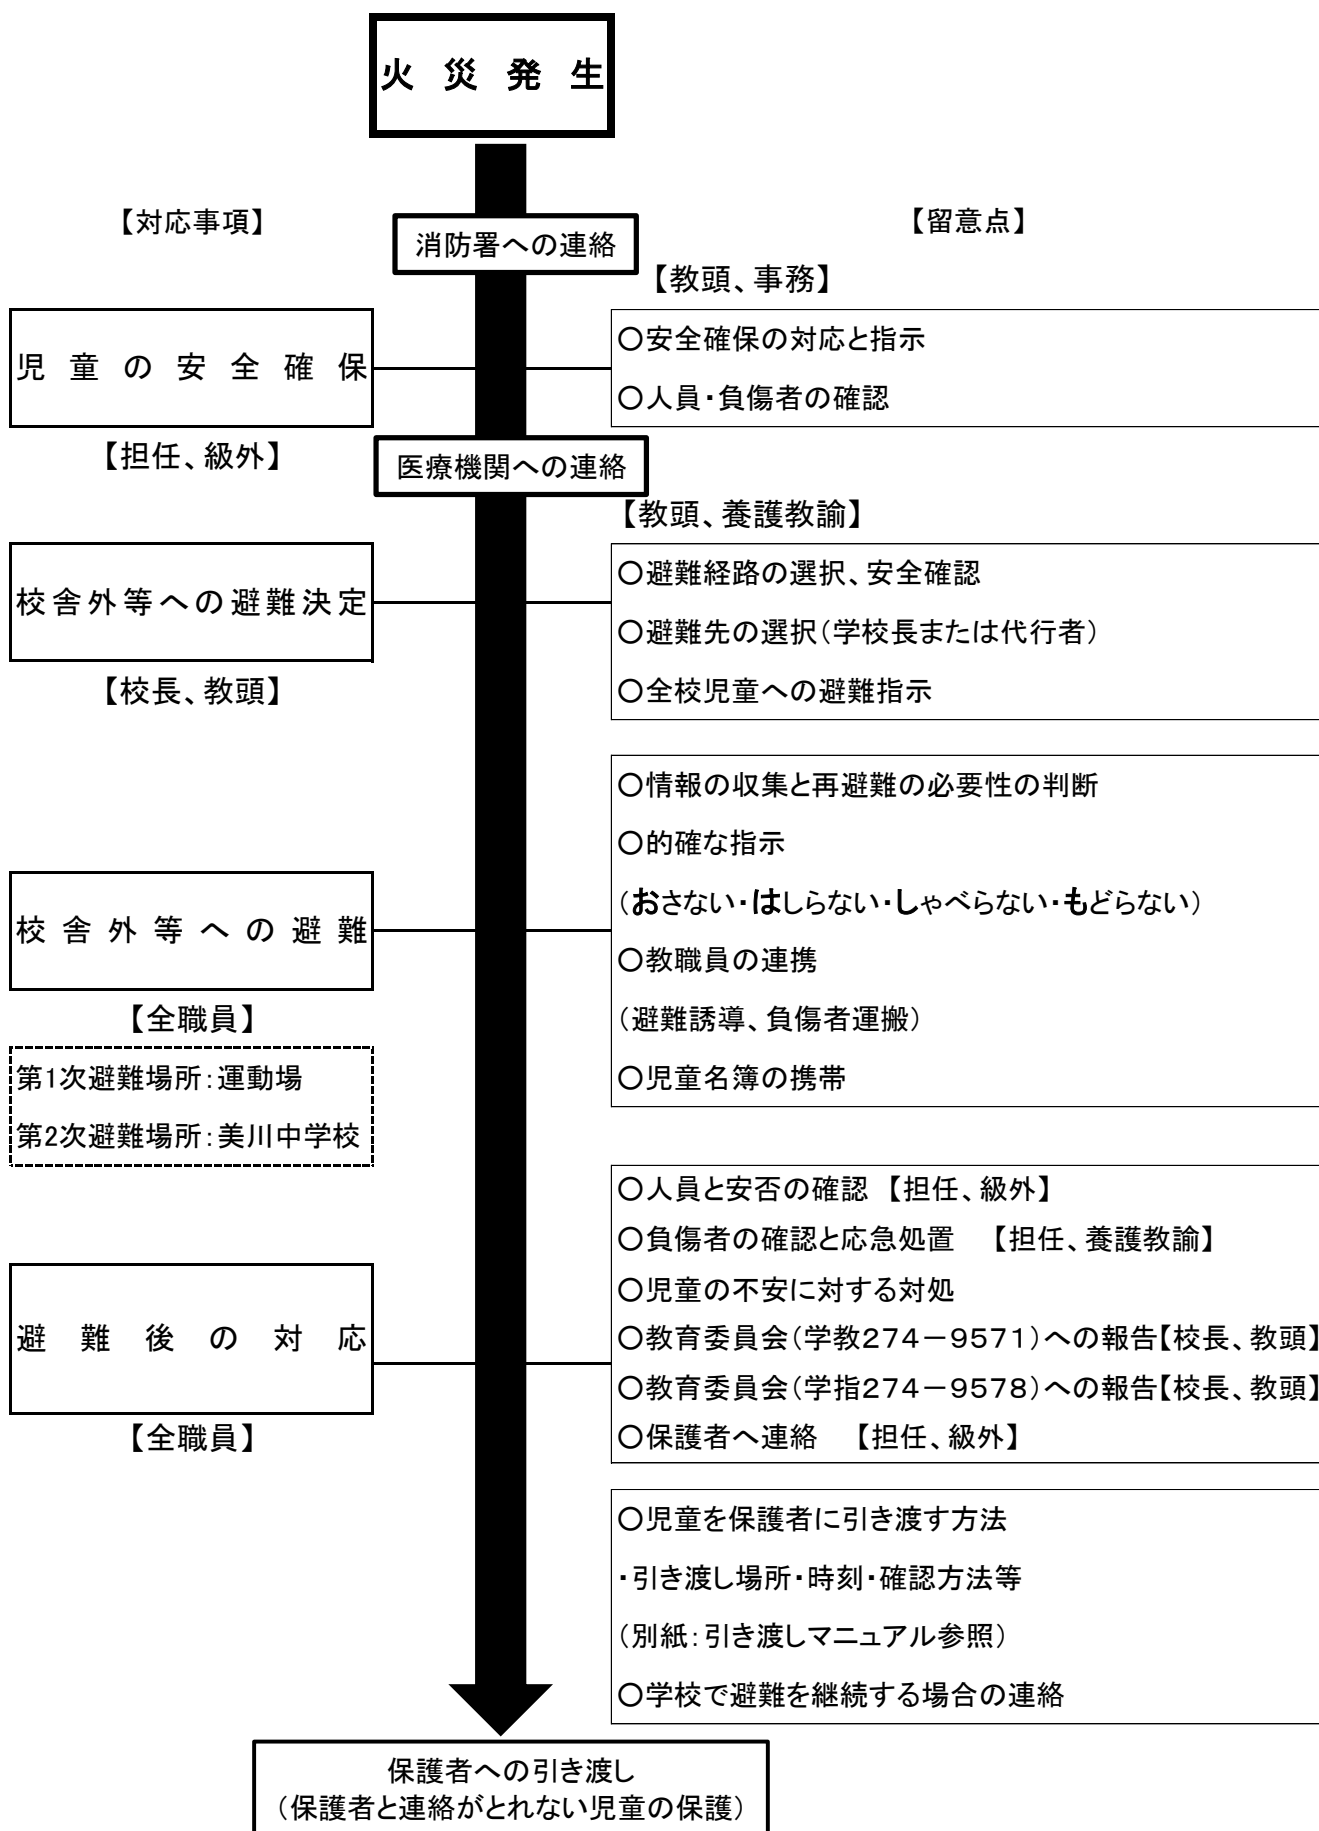 火災発生
【対応事項】
消防署への連絡
【留意点】
【教頭、事務】
児童の安全確保
○安全確保の対応と指示
○人員・負傷者の確認
【担任、級外】
医療機関への連絡
【教頭、養護教諭】
校舎外等への避難決定
○避難経路の選択、安全確認
○避難先の選択（学校長または代行者）
○全校児童への避難指示
【校長、教頭】
○情報の収集と再避難の必要性の判断
○的確な指示
（おさない・はしらない・しゃべらない・もどらない）
○教職員の連携
（避難誘導、負傷者運搬）
○児童名簿の携帯
校舎外等への避難
【全職員】
第1次避難場所：運動場
第2次避難場所：美川中学校
○人員と安否の確認　【担任、級外】
○負傷者の確認と応急処置　【担任、養護教諭】
○児童の不安に対する対処
○教育委員会（学教274－9571）への報告【校長、教頭】
○教育委員会（学指274－9578）への報告【校長、教頭】
○保護者へ連絡　【担任、級外】
避難後の対応
【全職員】
○児童を保護者に引き渡す方法
・引き渡し場所・時刻・確認方法等
（別紙：引き渡しマニュアル参照）
○学校で避難を継続する場合の連絡
保護者への引き渡し
（保護者と連絡がとれない児童の保護）